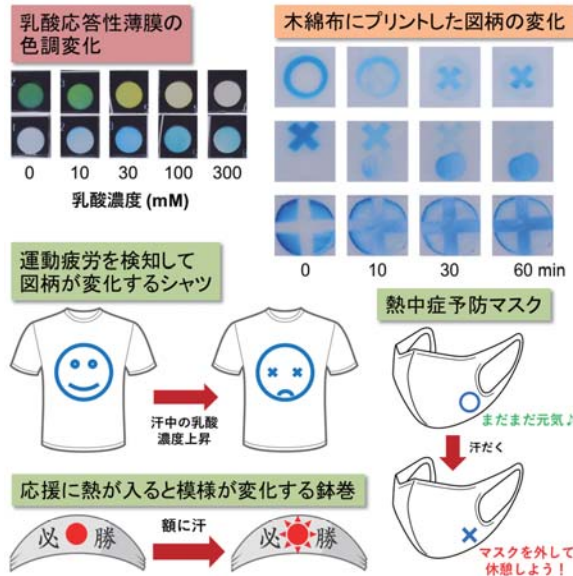 乳酸応答性薄膜の
色調変化
0 10 30 100 300
乳酸濃度 (mM)
木綿布にプリントした図柄の変化
0 10 30 60 min
運動疲労を検知して
図柄が変化するシャツ
汗中の乳酸
濃度上昇
熱中症予防マスク
まだまだ元気♪
汗だく
マスクを外して
休憩しよう！
応援に熱が入ると模様が変化する鉢巻
必 勝
額に汗
必 勝